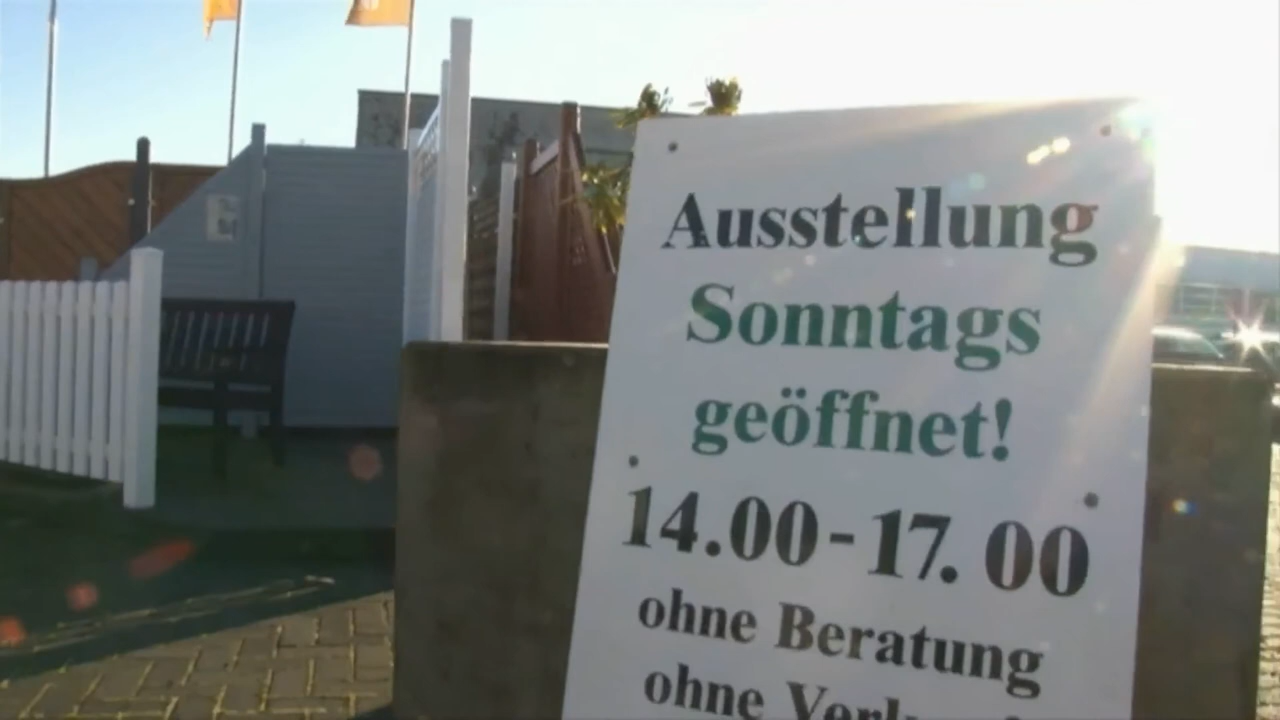 Ausstellung
Sonntags
geöffnet!
14.00-17.00
ohne Beratung
ohne